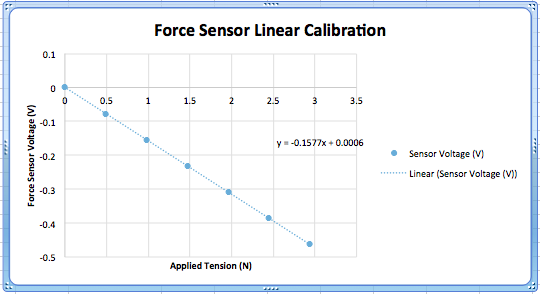 Force Sensor Linear Calibration
0.1
0
0 0.5 1 1.5 2 2.5 3 3.5
-0.1
y = -0.1577x + 0.0006
Sensor Voltage (V)
-0.2
Linear (Sensor Voltage (V))
-0.3
-0.4
-0.5
Force Sensor Voltage (V)
Applied Tension (N)